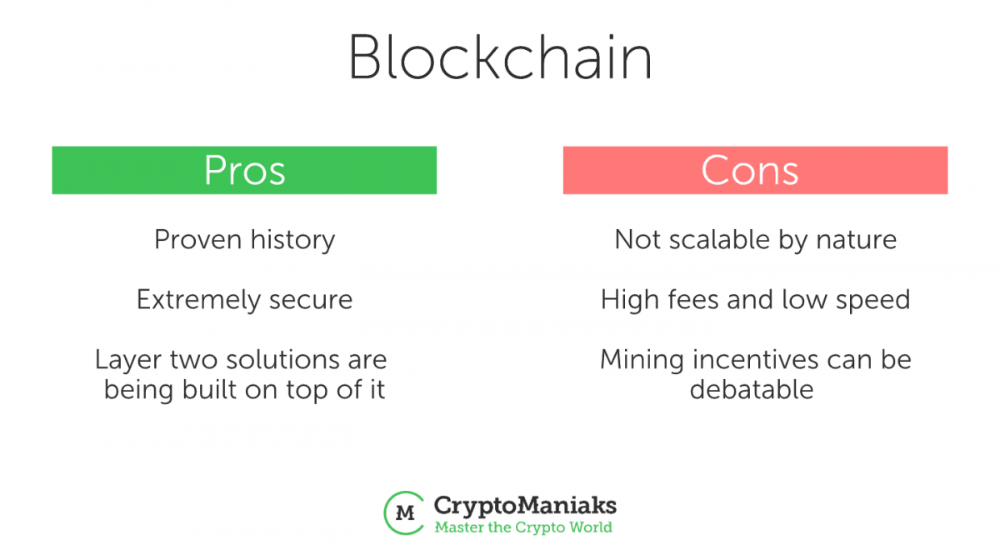 Blockchain
Pros
Proven history
Extremely secure
Layer two solutions are
being built on top of it
Cons
Not scalable by nature
High fees and low speed
Mining incentives can be
debatable
M
CryptoManiaks
Master the Crypto World